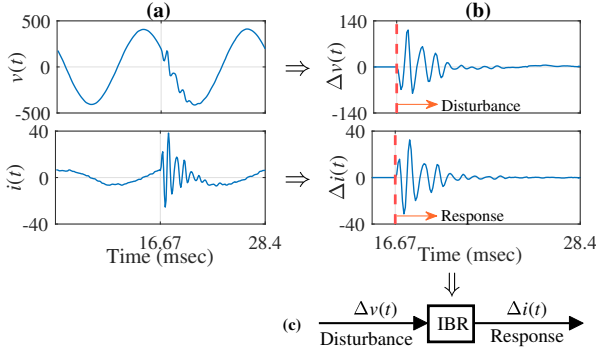 (a)
(b)
500
0
-500
v(t)
⇒
140
0
-140
Δv(t)
Disturbance
40
0
-40
i(t)
16.67
28.4
Time (msec)
⇒
40
0
-40
Δi(t)
Response
16.67
28.4
Time (msec)
⇓
(c)
Δv(t)
Disturbance
IBR
Δi(t)
Response